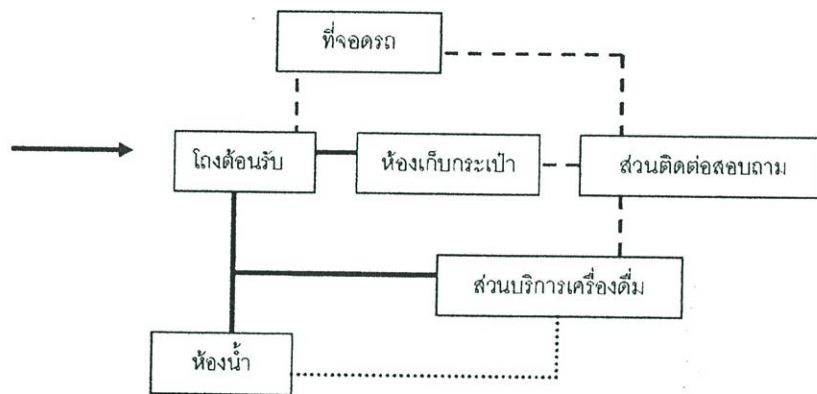 ที่จอดรถ
โถงต้อนรับ
ห้องเก็บกระเป๋า
ส่วนติดต่อสอบถาม
ส่วนบริการเครื่องดื่ม
ห้องน้ำ